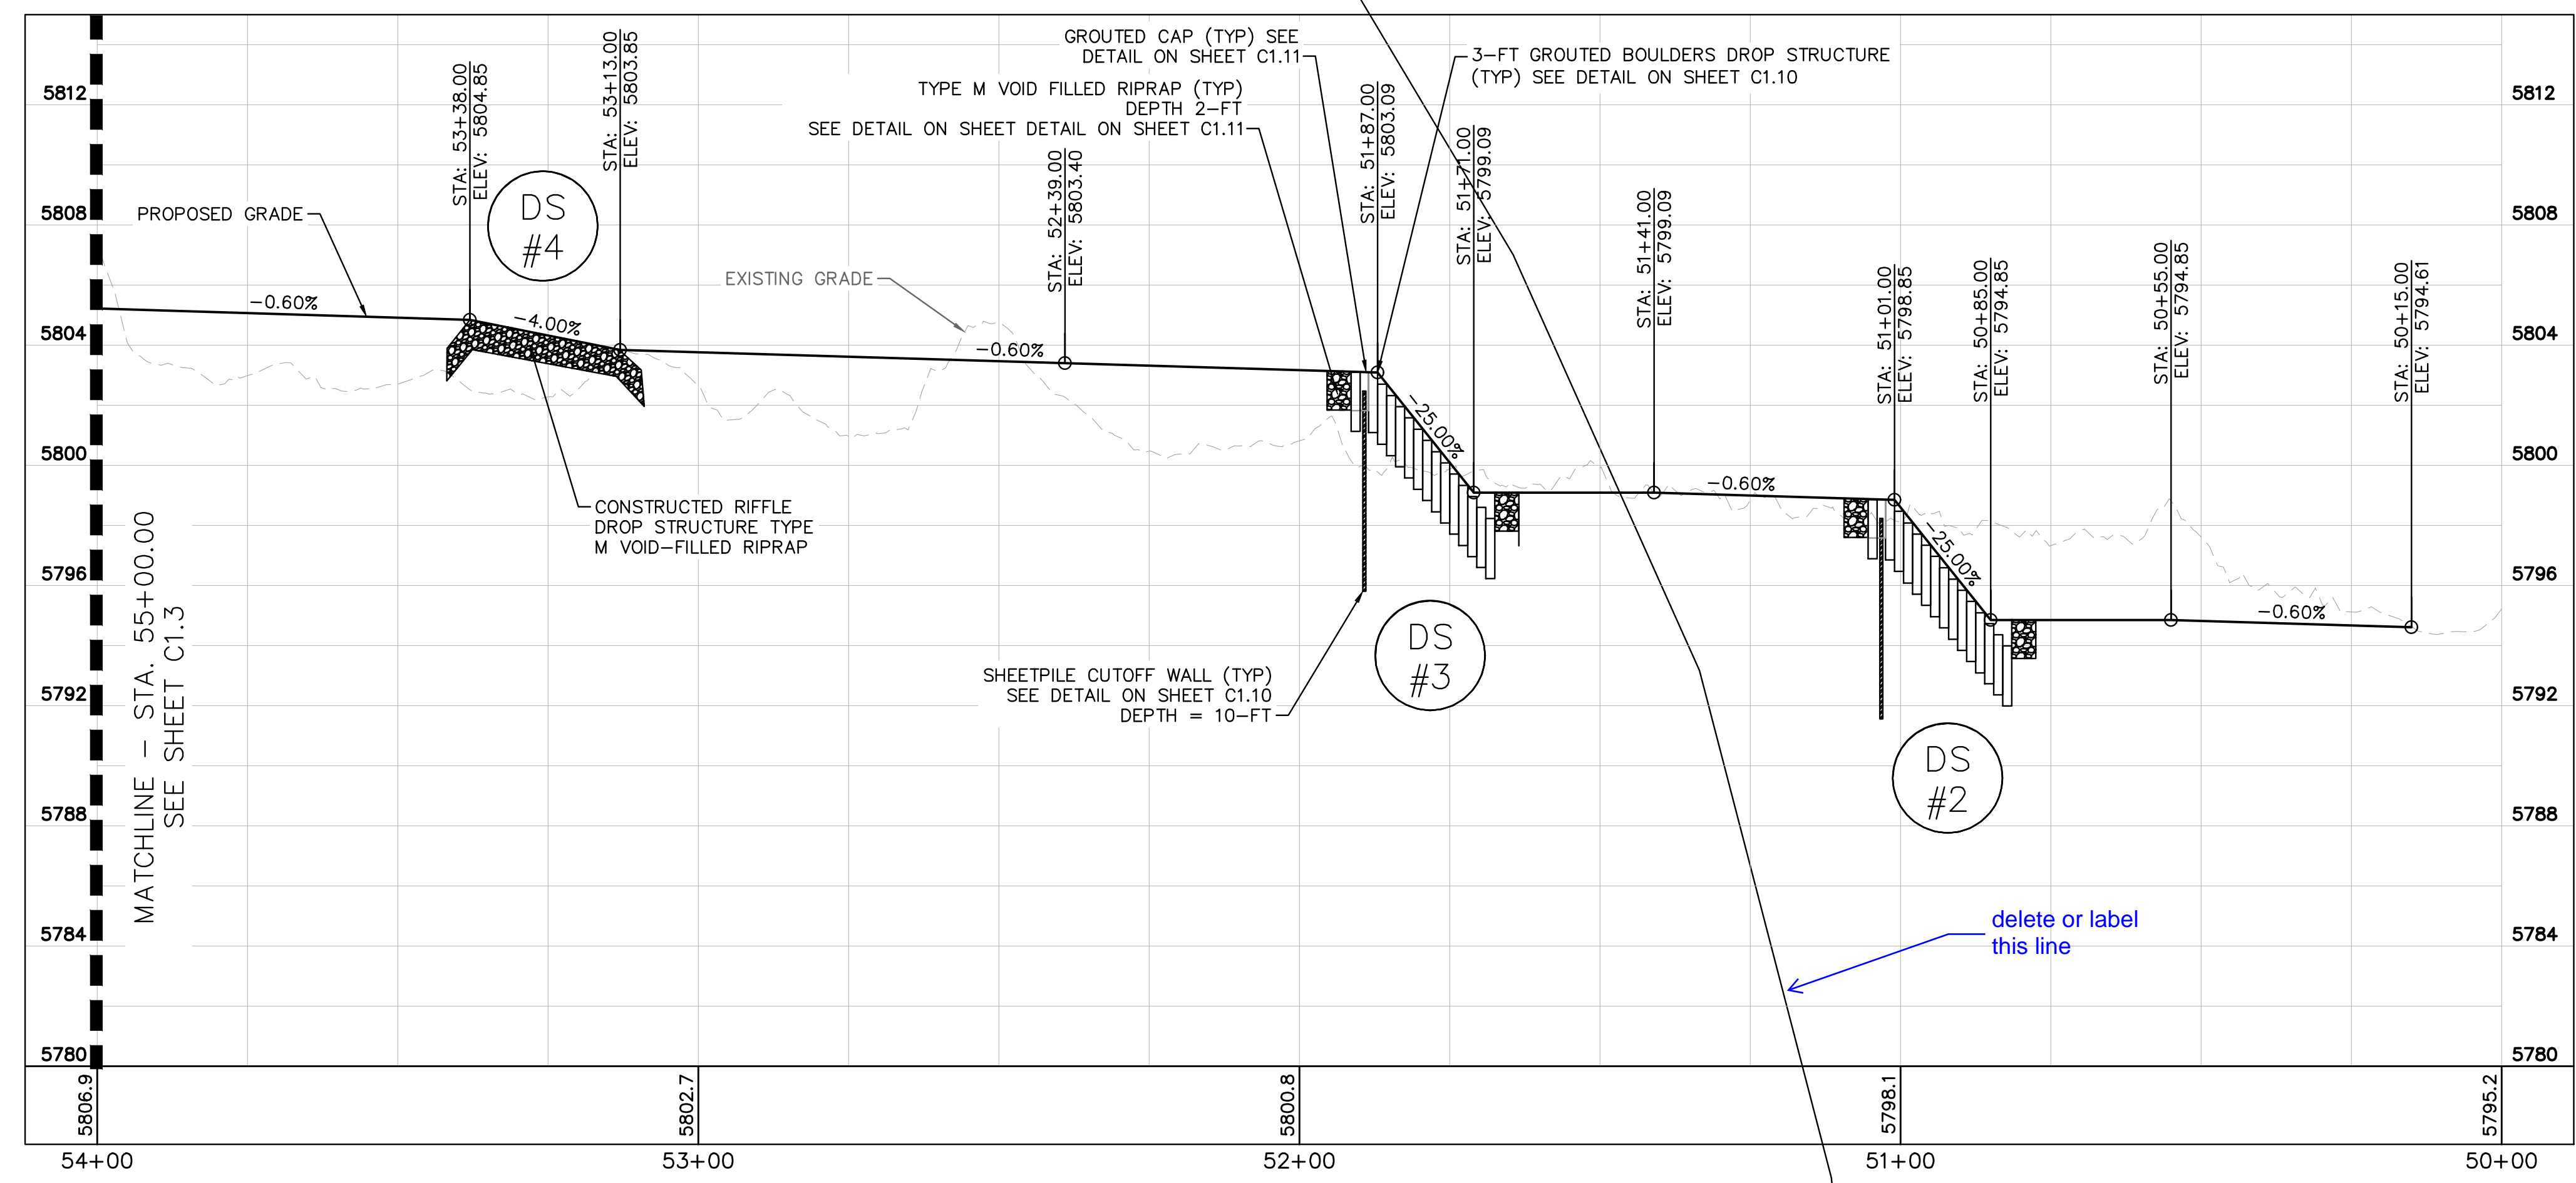 GROUTED CAP (TYP) SEE
DETAIL ON SHEET C1.11
3-FT GROUTED BOULDERS DROP STRUCTURE
(TYP) SEE DETAIL ON SHEET C1.10
TYPE M VOID FILLED RIPRAP (TYP)
DEPTH 2-FT
SEE DETAIL ON SHEET DETAIL ON SHEET C1.11
5812
5812
STA: 53+38.00
ELEV: 5804.85
STA: 53+13.00
ELEV: 5803.85
STA: 52+39.00
ELEV: 5803.40
STA: 51+87.00
ELEV: 5803.09
STA: 51+71.00
ELEV: 5799.09
STA: 51+41.00
ELEV: 5799.09
STA: 51+01.00
ELEV: 5798.85
STA: 50+85.00
ELEV: 5794.85
STA: 50+55.00
ELEV: 5794.85
STA: 50+15.00
ELEV: 5794.61
5808
PROPOSED GRADE
DS
#4
5808
EXISTING GRADE
-0.60%
-4.00%
5804
-0.60%
5804
-25.00%
5800
5800
-0.60%
CONSTRUCTED RIFFLE
DROP STRUCTURE TYPE
M VOID-FILLED RIPRAP
-25.00%
5796
5796
-0.60%
MATCHLINE - STA. 55+00.00
SEE SHEET C1.3
DS
#3
SHEETPILE CUTOFF WALL (TYP)
SEE DETAIL ON SHEET C1.10
DEPTH = 10-FT
5792
5792
DS
#2
5788
5788
delete or label
this line
5784
5784
5780
5780
5806.9
5802.7
5800.8
5798.1
5795.2
54+00
53+00
52+00
51+00
50+00